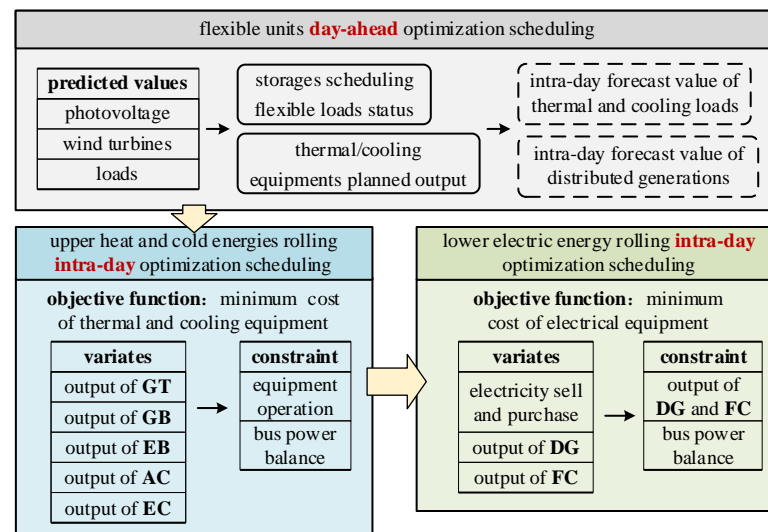 flexible units day-ahead optimization scheduling
predicted values
photovoltage
wind turbines
loads
storages scheduling
flexible loads status
thermal/cooling
equipments planned output
intra-day forecast value of
thermal and cooling loads
intra-day forecast value of
distributed generations
upper heat and cold energies rolling
intra-day optimization scheduling
objective function: minimum cost
of thermal and cooling equipment
variates
output of GT
output of GB
output of EB
output of AC
output of EC
constraint
equipment
operation
bus power
balance
lower electric energy rolling intra-day
optimization scheduling
objective function: minimum
cost of electrical equipment
variates
electricity sell
and purchase
output of DG
output of FC
constraint
output of
DG and FC
bus power
balance